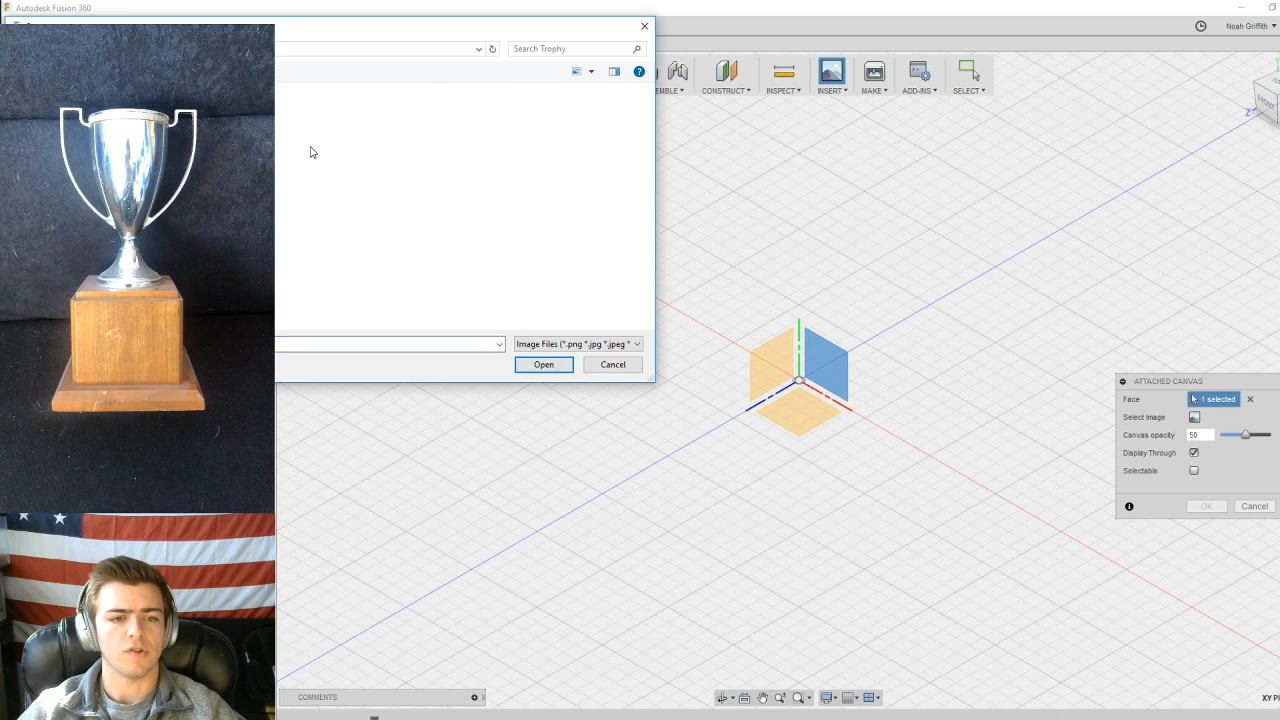 Autodesk Fusion 360
Noah Griffith
Search Trophy
EMBLE CONSTRUCT INSPECT INSERT MAKE ADD-INS SELECT
FRONT
Z
Image Files (*.png *.jpg *.jpeg *
Open Cancel
ATTACHED CANVAS
Face 1 selected
Select Image
Canvas opacity 50
Display Through
Selectable
OK Cancel
COMMENTS
XY P